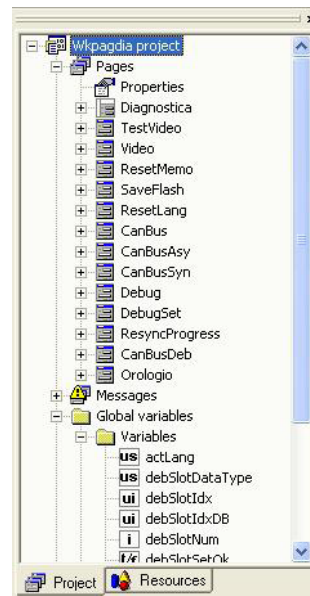 Wkpagdia project
Pages
Properties
Diagnostica
TestVideo
Video
ResetMemo
SaveFlash
ResetLang
CanBus
CanBusAsy
CanBusSyn
Debug
DebugSet
ResyncProgress
CanBusDeb
Orologio
Messages
Global variables
Variables
us actLang
us debSlotDataType
ui debSlotIdx
ui debSlotIdxDB
i debSlotNum
t/f debSlotSetOk
Project Resources